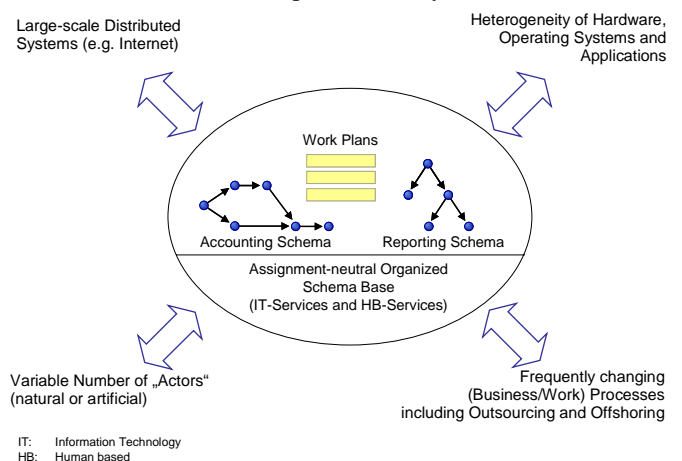 Large-scale Distributed
Systems (e.g. Internet)
Heterogeneity of Hardware,
Operating Systems and
Applications
Work Plans
Accounting Schema
Reporting Schema
Assignment-neutral Organized
Schema Base
(IT-Services and HB-Services)
Variable Number of „Actors“
(natural or artificial)
Frequently changing
(Business/Work) Processes
including Outsourcing and Offshoring
IT: Information Technology
HB: Human based